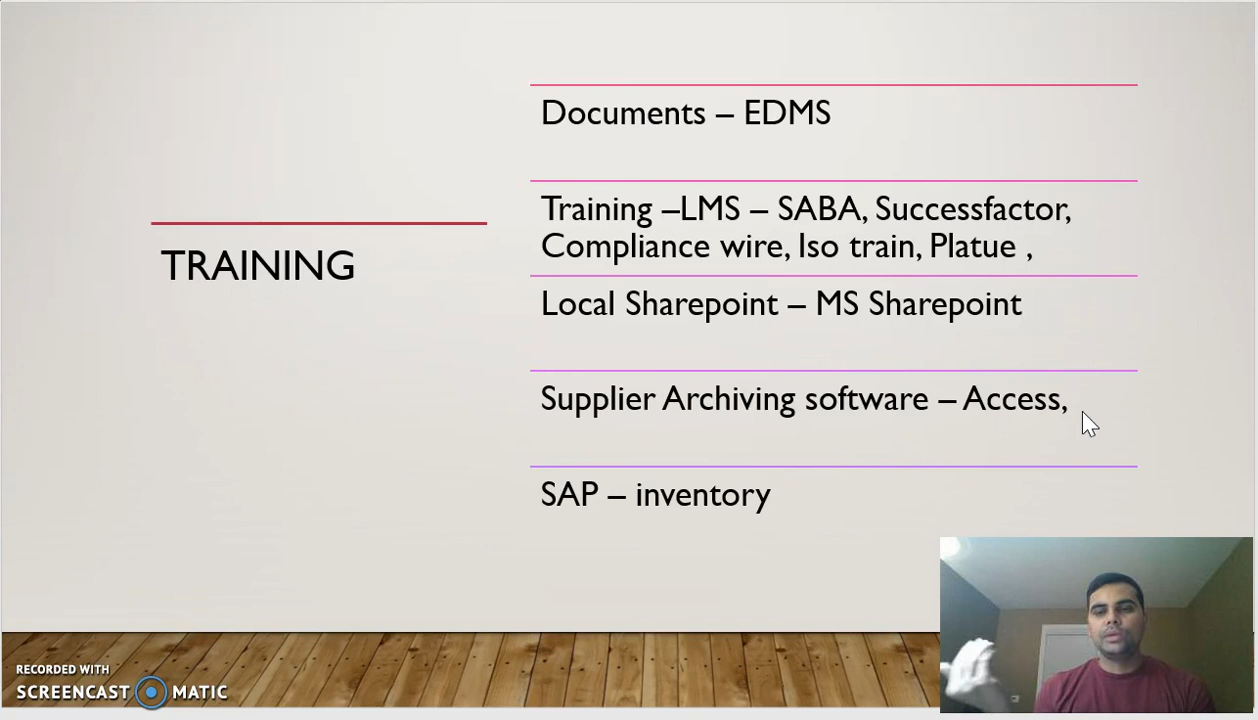 TRAINING
Documents – EDMS
Training –LMS – SABA, Successfactor,
Compliance wire, Iso train, Platue ,
Local Sharepoint – MS Sharepoint
Supplier Archiving software – Access,
SAP – inventory
RECORDED WITH
SCREENCAST MATIC